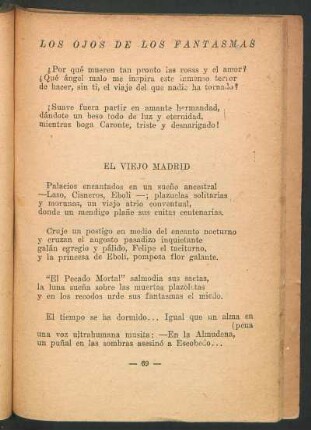 LOS OJOS DE LOS FANTASMAS
¿Por qué mueren tan pronto las rosas y el amor?
¿Qué ángel malo me inspira este inmenso terror
de hacer, sin ti, el viaje del que nadie ha tornado?
¡Suave fuera partir en amante hermandad,
dándote un beso todo de luz y eternidad,
mientras boga Caronte, triste y desmarigado!
EL VIEJO MADRID
Palacios encantados en un sueño ancestral
—Laso, Cisneros, Eboli —; plazuelas solitarias
y morunas, un viejo atrio conventual,
donde un mendigo plañe sus cuitas centenarias.
Cruje un postigo en medio del encanto nocturno
y cruzan el augusto pasadizo inquietante
galán egregio y pálido, Felipe el taciturno,
y la princesa de Eboli, pomposa flor galante.
"El Pecado Mortal" salmodia sus saetas,
la luna sueña sobre las muertas plazoletas
y en los recodos urde sus fantasmas el miedo.
El tiempo se ha dormido... Igual que un alma en
(pena
una voz ultrahumana musita: —En la Almudena,
un puñal en las sombras asesinó a Escobedo...
— 69 —